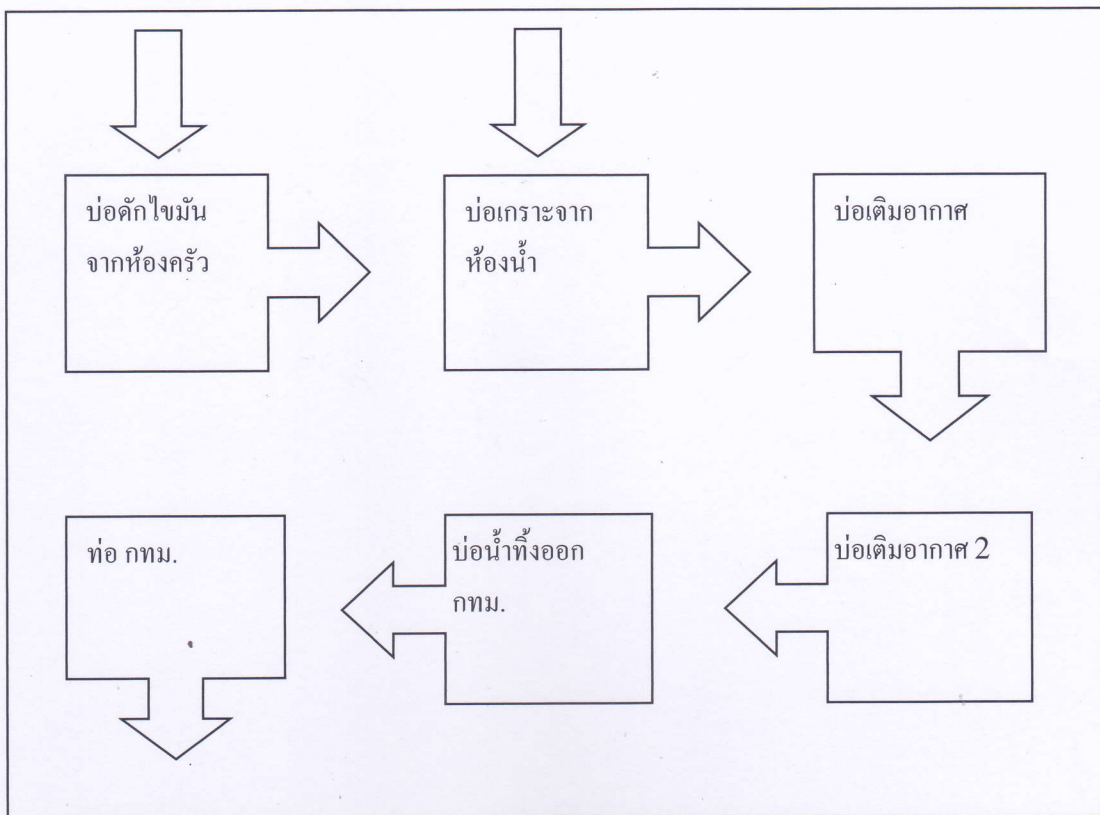 บ่อดักไขมัน
จากห้องครัว
บ่อเกราะจาก
ห้องน้ำ
บ่อเติมอากาศ
ท่อ กทม.
บ่อน้ำทิ้งออก
กทม.
บ่อเติมอากาศ 2